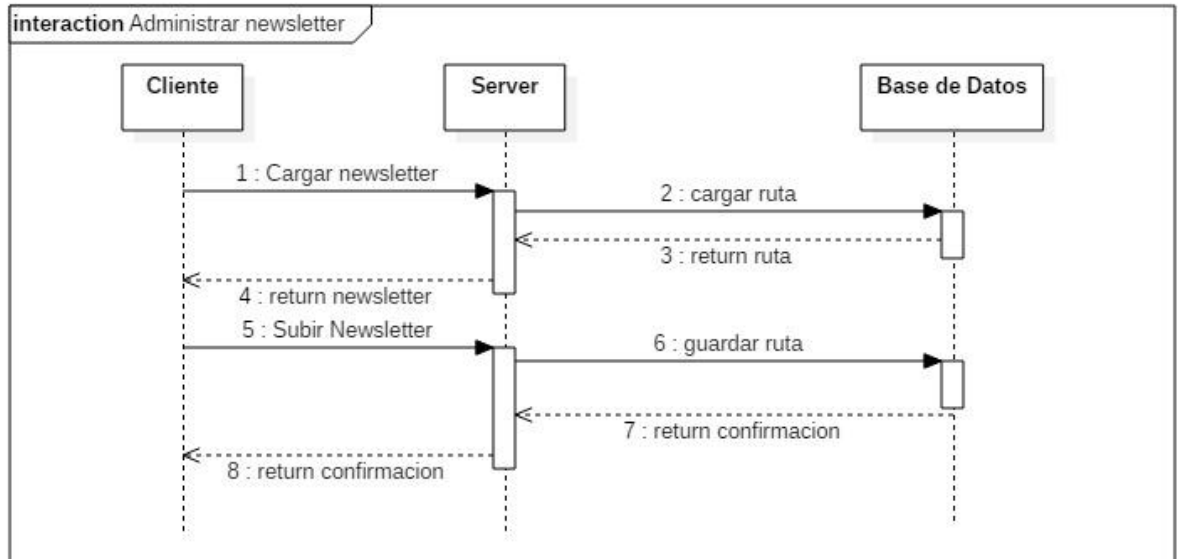 interaction Administrar newsletter
Cliente
Server
Base de Datos
1 : Cargar newsletter
2 : cargar ruta
3 : return ruta
4 : return newsletter
5 : Subir Newsletter
6 : guardar ruta
7 : return confirmacion
8 : return confirmacion